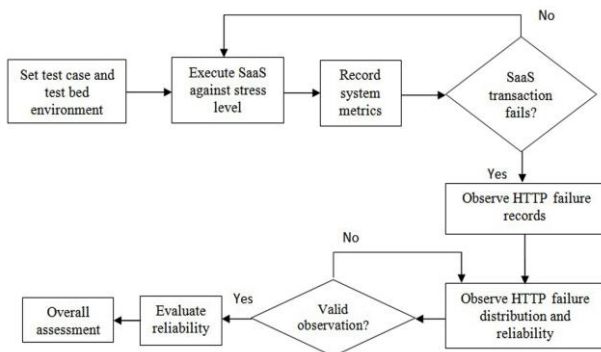 No
Set test case and
test bed
environment
Execute SaaS
against stress
level
Record
system
metrics
SaaS
transaction
fails?
Yes
Observe HTTP failure
records
No
Overall
assessment
Evaluate
reliability
Yes
Valid
observation?
Observe HTTP failure
distribution and
reliability